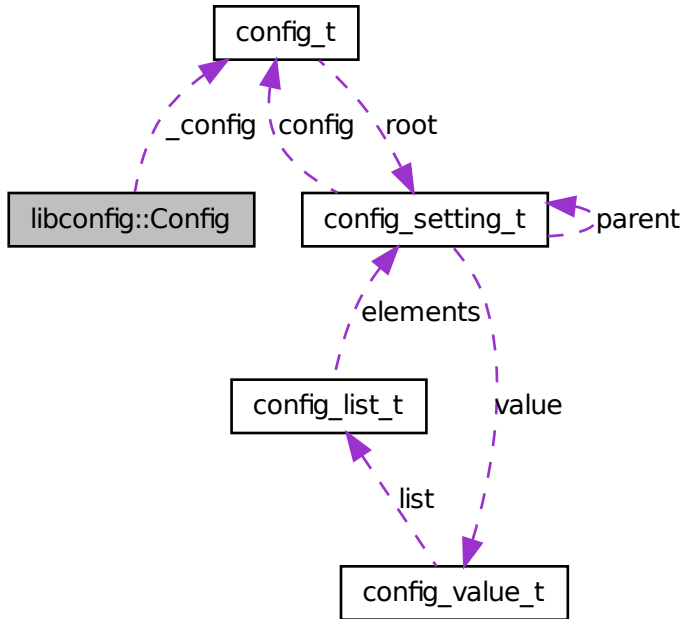 config_t
_config
config
root
libconfig::Config
config_setting_t
parent
elements
config_list_t
value
list
config_value_t